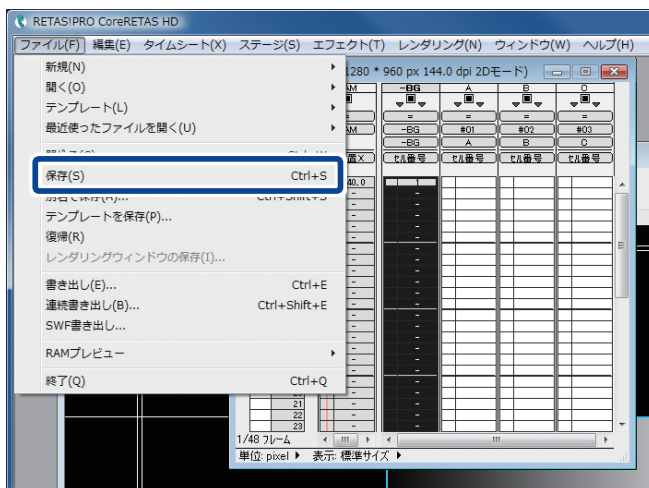 RETAS!PRO CoreRETAS HD
ファイル(F) 編集(E) タイムシート(X) ステージ(S) エフェクト(T) レンダリング(N) ウィンドウ(W) ヘルプ(H)
新規(N)
開く(O)
テンプレート(L)
最近使ったファイルを開く(U)
保存(S) Ctrl+S
別名で保存(A)... Ctrl+Shift+S
テンプレートを保存(P)...
復帰(R)
レンダリングウィンドウの保存(I)...
書き出し(E)... Ctrl+E
連続書き出し(B)... Ctrl+Shift+E
SWF書き出し...
RAMプレビュー
終了(Q) Ctrl+Q
1280 * 960 px 144.0 dpi 2Dモード)
-BG A B C
= = = =
-BG #01 #02 #03
-BG A B C
セル番号 セル番号 セル番号 セル番号
40.0 1
21
22
23
1/48 フレーム
単位: pixel 表示: 標準サイズ